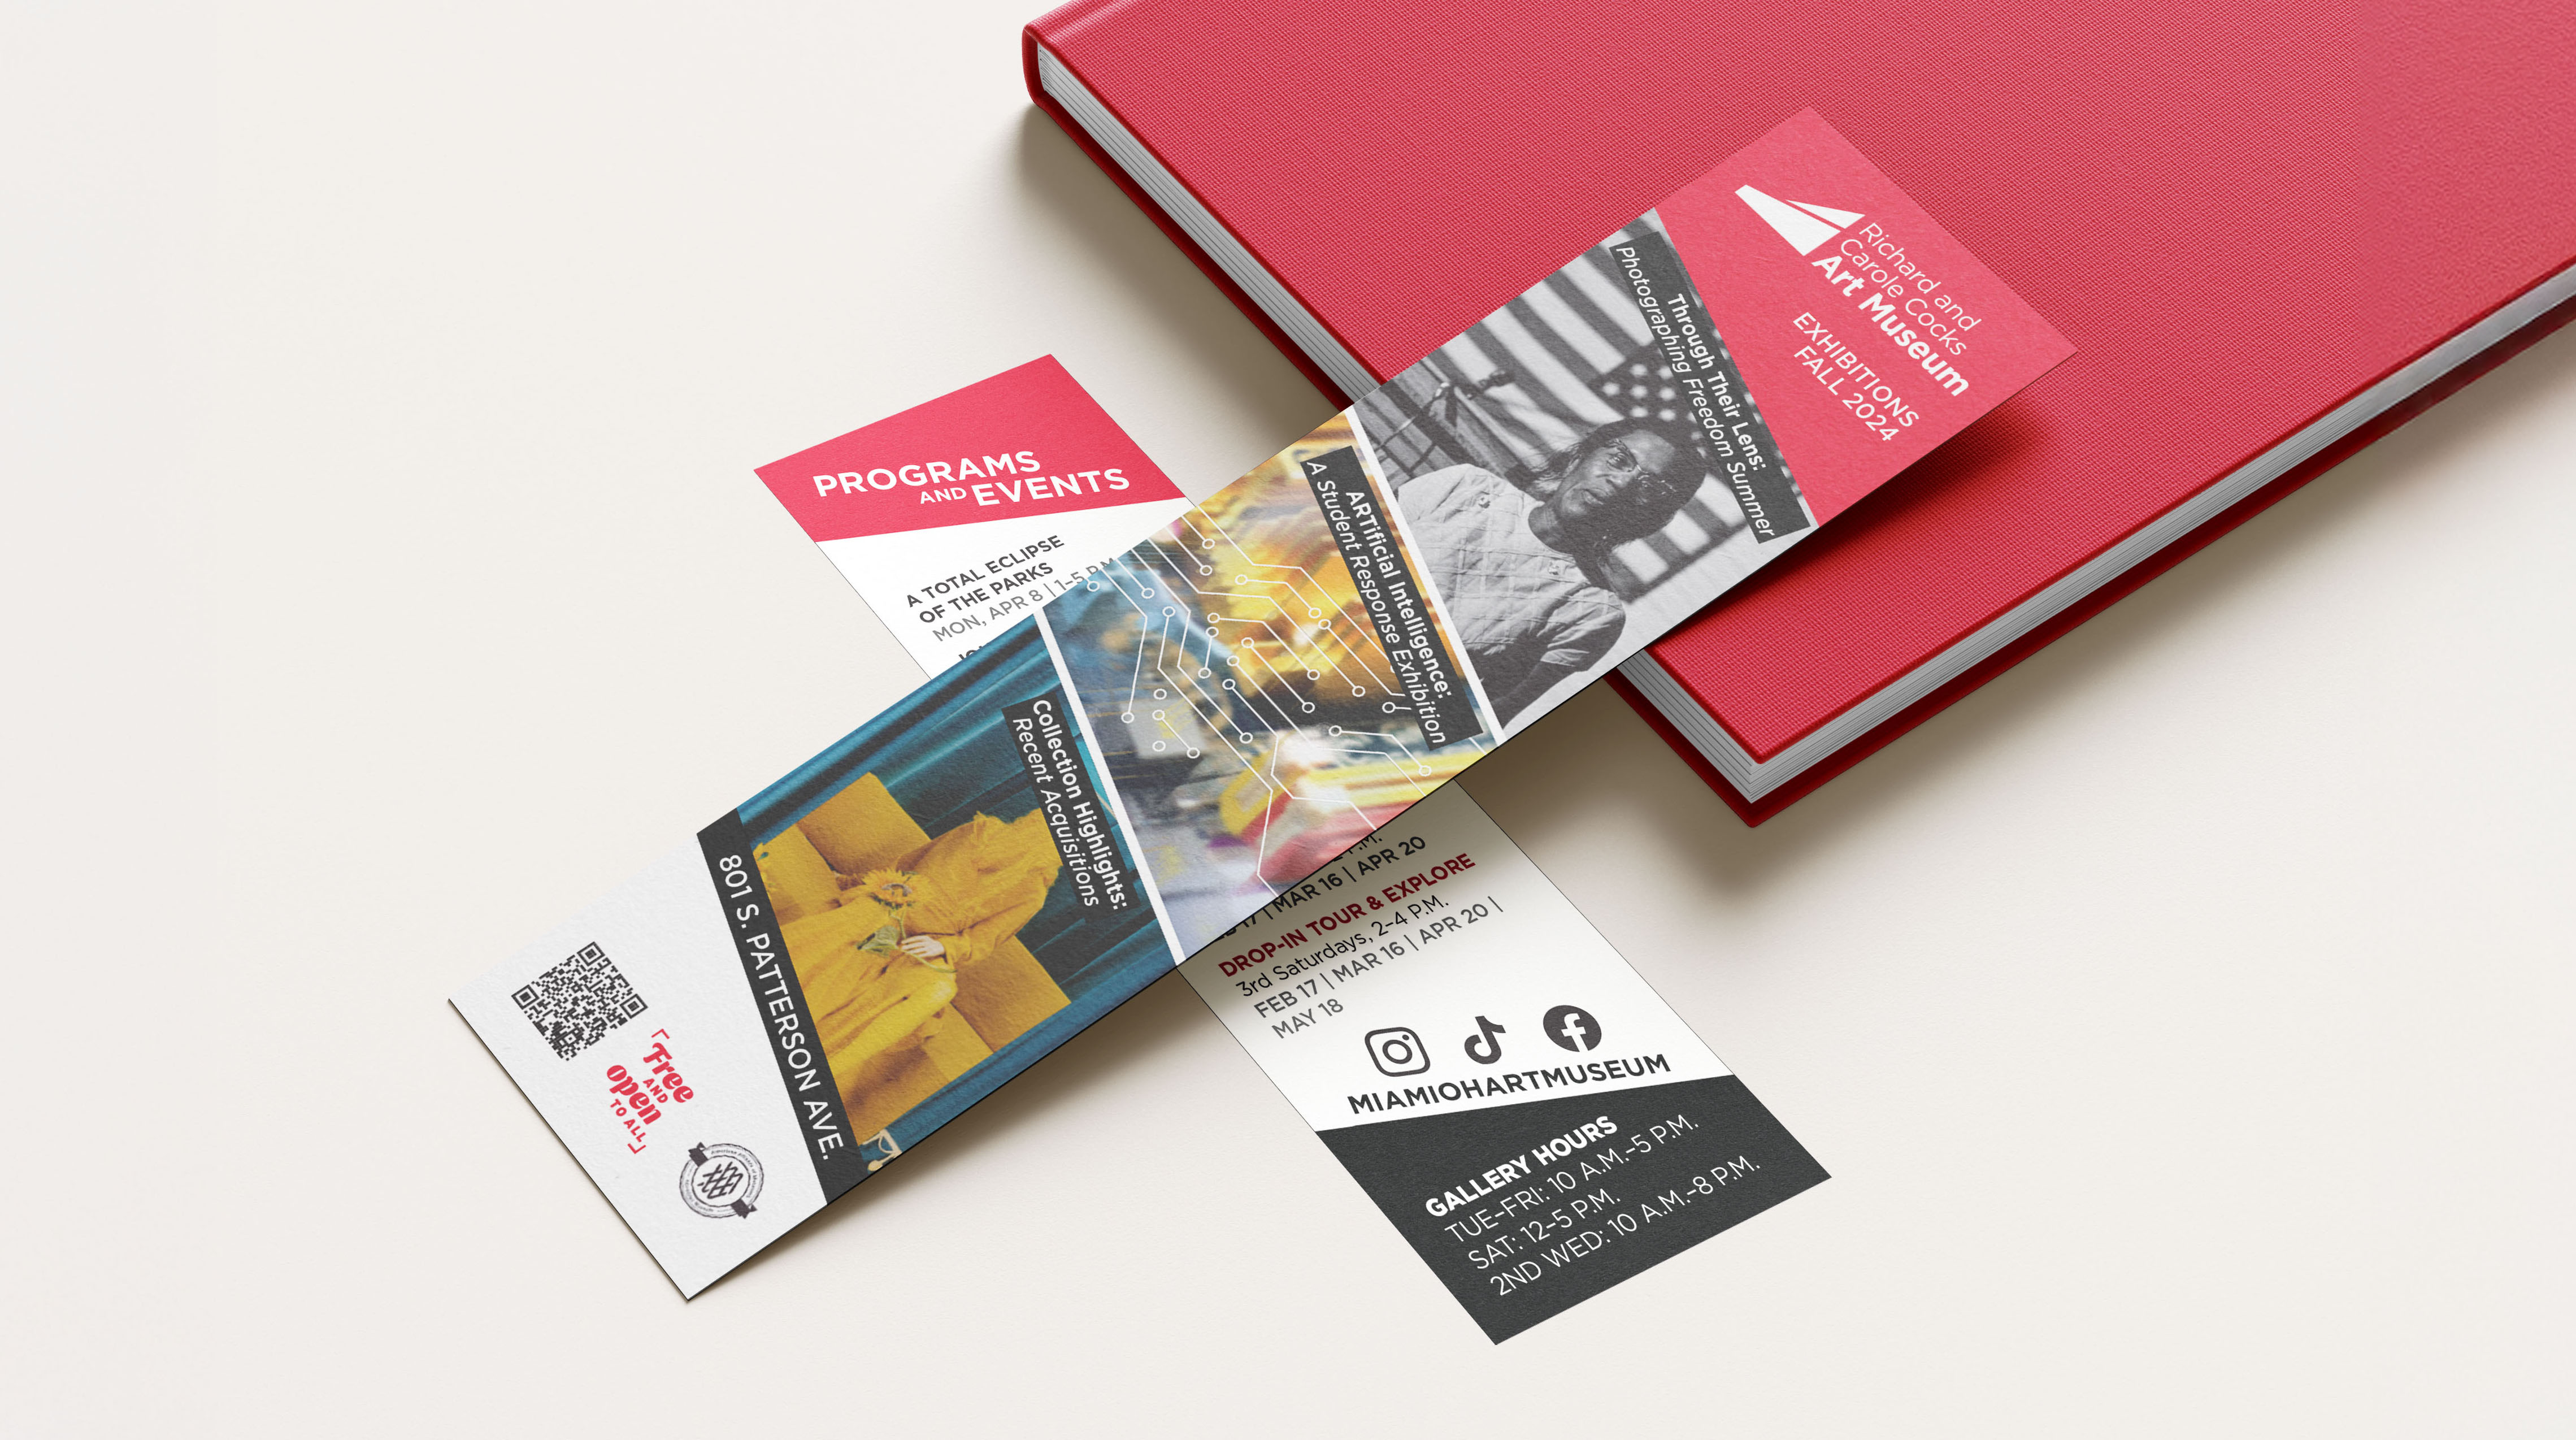 Richard and
Carole Cocks
Art Museum
EXHIBITIONS
FALL 2024
Through Their Lens:
Photographing Freedom Summer
ARTificial Intelligence:
A Student Response Exhibition
Collection Highlights:
Recent Acquisitions
801 S. PATTERSON AVE.
Free
AND
open
TO ALL
PROGRAMS
AND EVENTS
A TOTAL ECLIPSE
OF THE PARKS
MON, APR 8 | 1–5 P.M.
P.M.
17 | MAR 16 | APR 20
DROP-IN TOUR & EXPLORE
3rd Saturdays, 2–4 P.M.
FEB 17 | MAR 16 | APR 20 |
MAY 18
MIAMIOHARTMUSEUM
GALLERY HOURS
TUE–FRI: 10 A.M.–5 P.M.
SAT: 12–5 P.M.
2ND WED: 10 A.M.–8 P.M.